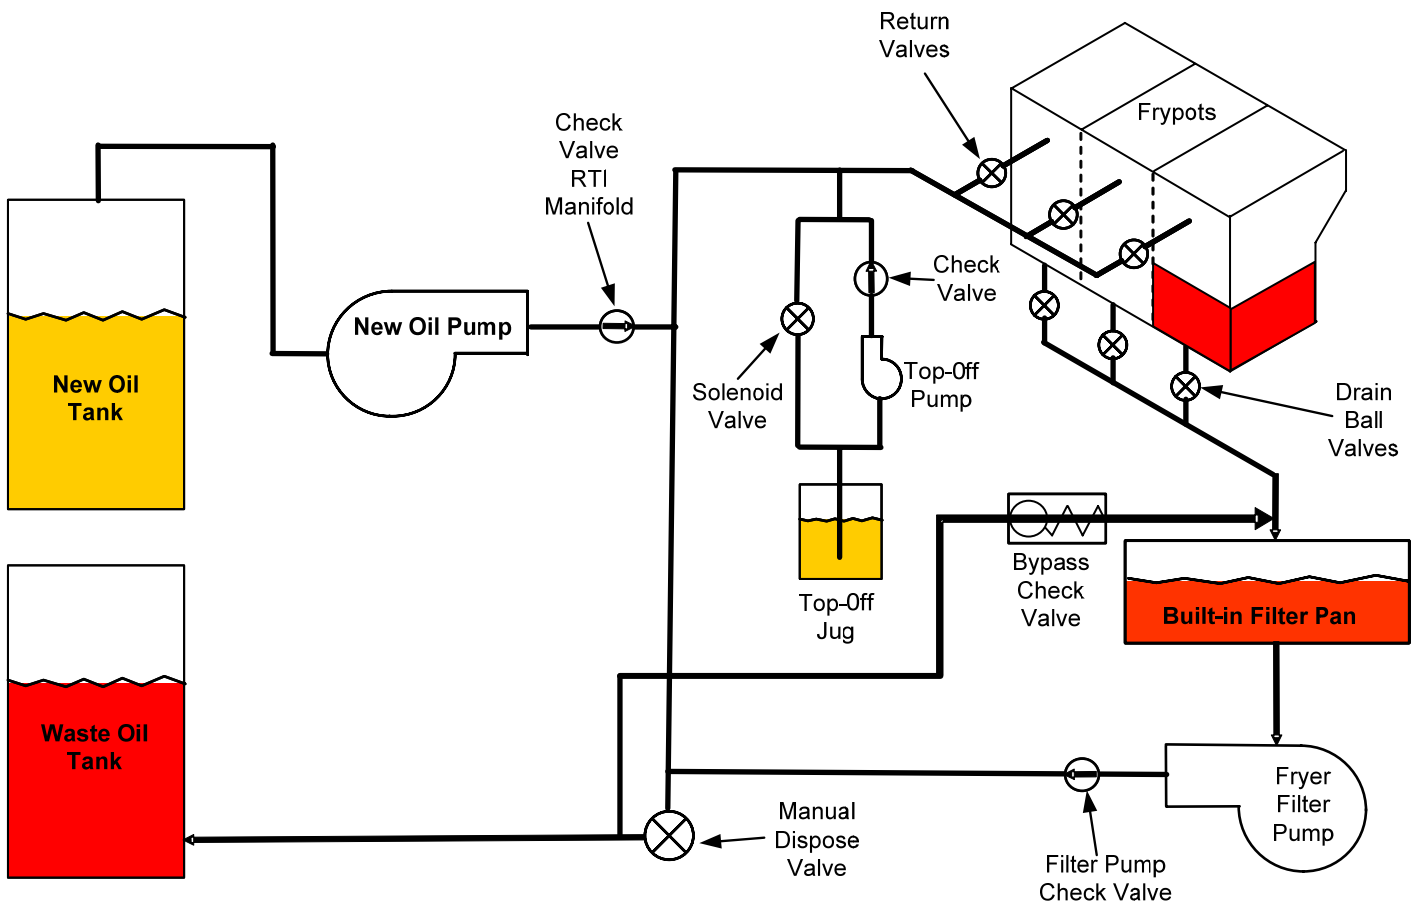 Return
Valves
Frypots
Check
Valve
RTI
Manifold
New Oil Pump
Check
Valve
New Oil
Tank
Solenoid
Valve
Top-Off
Pump
Drain
Ball
Valves
Bypass
Check
Valve
Top-Off
Jug
Built-in Filter Pan
Waste Oil
Tank
Manual
Dispose
Valve
Fryer
Filter
Pump
Filter Pump
Check Valve